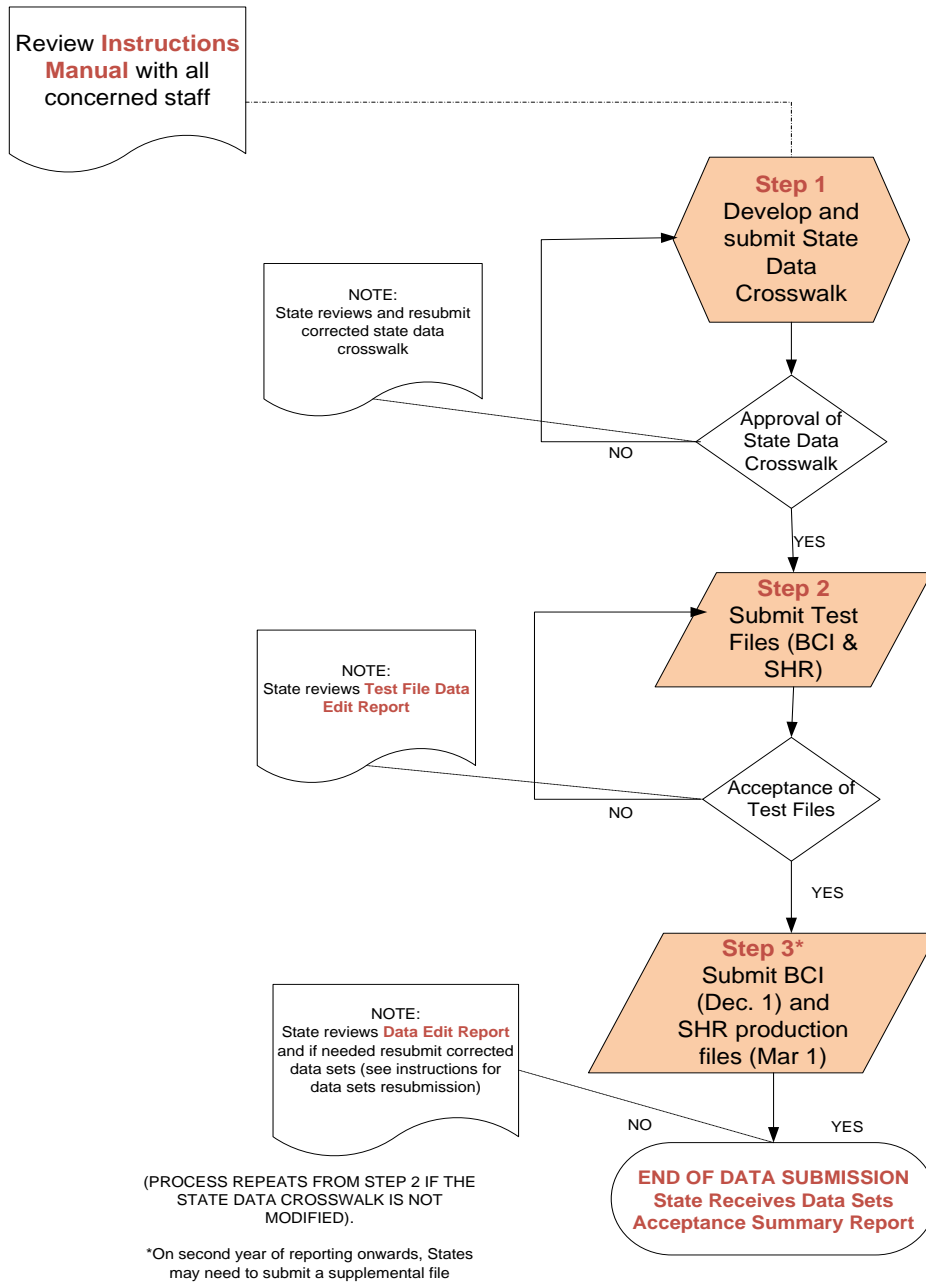 Review Instructions
Manual with all
concerned staff
Step 1
Develop and
submit State
Data
Crosswalk
NOTE:
State reviews and resubmit
corrected state data
crosswalk
Approval of
State Data
Crosswalk
NO
YES
Step 2
Submit Test
Files (BCI &
SHR)
NOTE:
State reviews Test File Data
Edit Report
Acceptance of
Test Files
NO
YES
Step 3*
Submit BCI
(Dec. 1) and
SHR production
files (Mar 1)
NOTE:
State reviews Data Edit Report
and if needed resubmit corrected
data sets (see instructions for
data sets resubmission)
NO
YES
END OF DATA SUBMISSION
State Receives Data Sets
Acceptance Summary Report
(PROCESS REPEATS FROM STEP 2 IF THE
STATE DATA CROSSWALK IS NOT
MODIFIED).
*On second year of reporting onwards, States
may need to submit a supplemental file